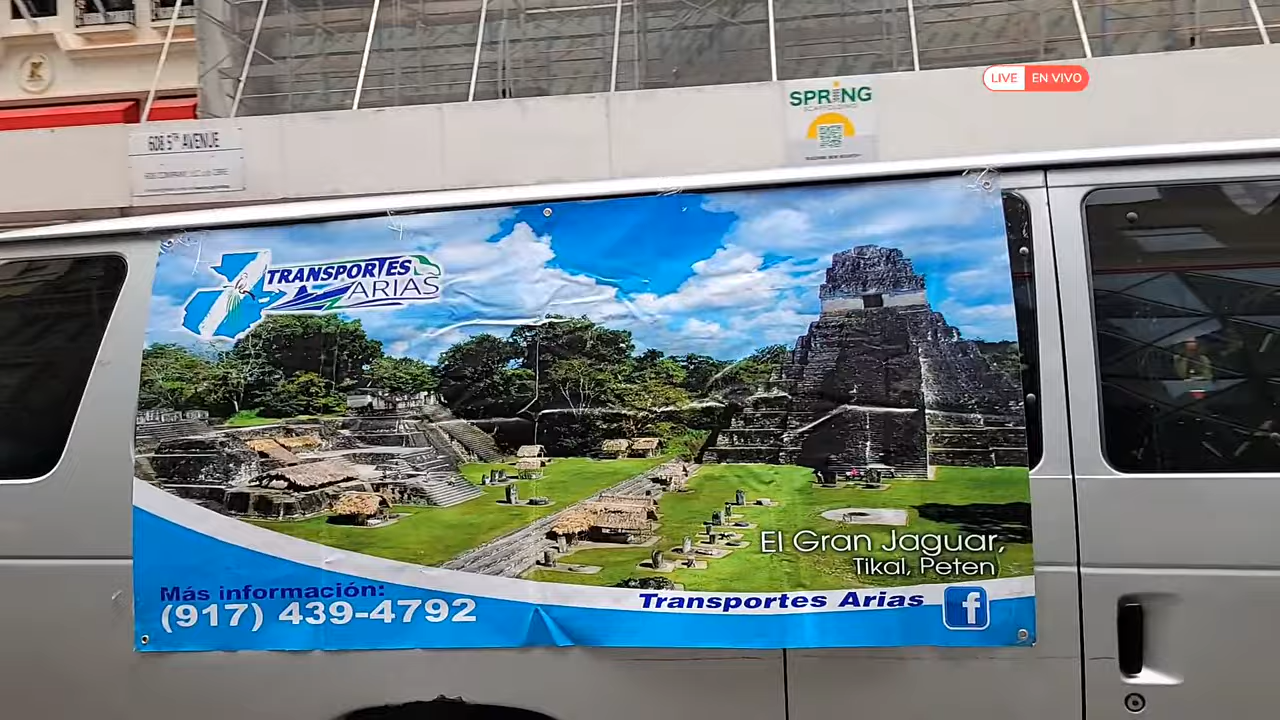 LIVE EN VIVO
SPRING
SCAFFOLDING
608 5TH AVENUE
TRANSPORTES
ARIAS
El Gran Jaguar,
Tikal, Peten
Más información:
(917) 439-4792
Transportes Arias
f